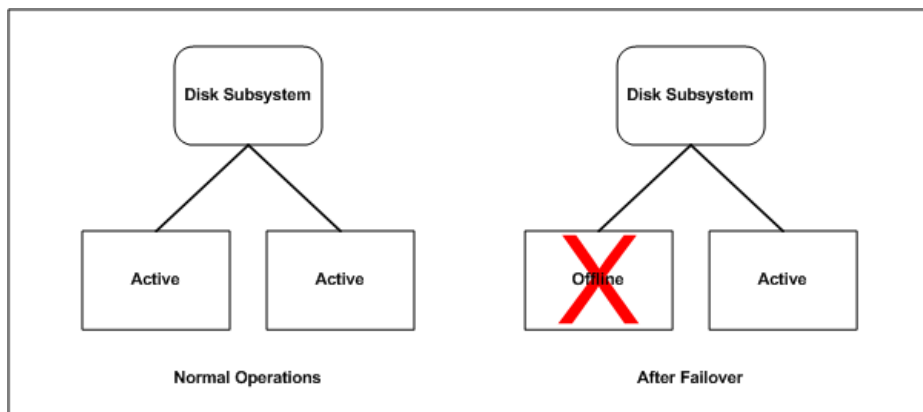 Disk Subsystem
Active
Active
Normal Operations
Disk Subsystem
Offline
Active
After Failover